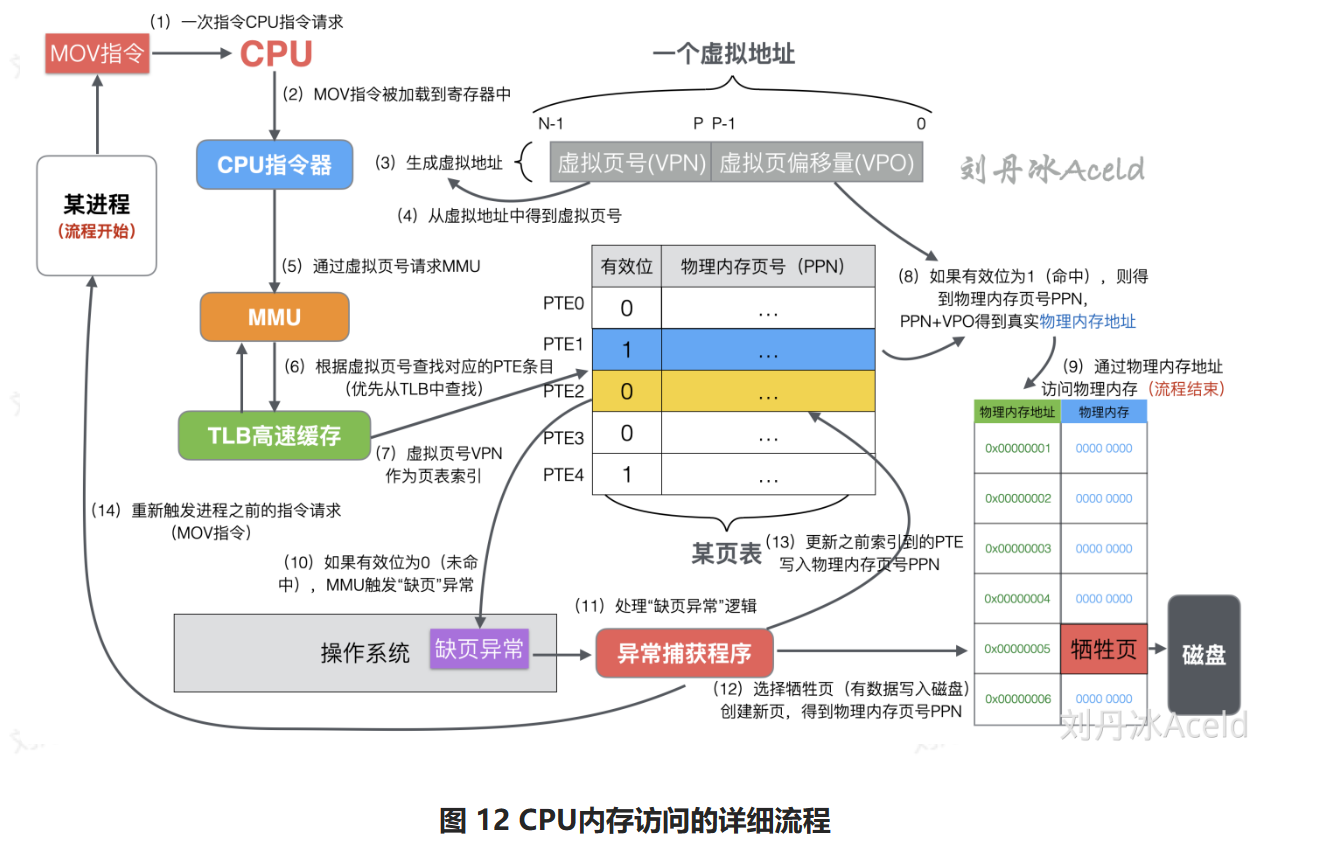 (1) 一次指令CPU指令请求
MOV指令
CPU
(2) MOV指令被加载到寄存器中
CPU指令器
某进程
(流程开始)
一个虚拟地址
N-1 P P-1 0
(3) 生成虚拟地址
虚拟页号(VPN) 虚拟页偏移量(VPO)
刘丹冰Aceld
(4) 从虚拟地址中得到虚拟页号
(5) 通过虚拟页号请求MMU
MMU
(6) 根据虚拟页号查找对应的PTE条目
(优先从TLB中查找)
TLB高速缓存
(7) 虚拟页号VPN
作为页表索引
有效位 物理内存页号 (PPN)
PTE0 0 ...
PTE1 1 ...
PTE2 0 ...
PTE3 0 ...
PTE4 1 ...
某页表
(8) 如果有效位为1 (命中) ，则得
到物理内存页号PPN,
PPN+VPO得到真实物理内存地址
(9) 通过物理内存地址
访问物理内存 (流程结束)
物理内存地址 物理内存
0x00000001 0000 0000
0x00000002 0000 0000
0x00000003 0000 0000
0x00000004 0000 0000
0x00000005 牺牲页
0x00000006 0000 0000
磁盘
(10) 如果有效位为0 (未命
中) ，MMU触发“缺页”异常
操作系统
缺页异常
(11) 处理“缺页异常”逻辑
异常捕获程序
(12) 选择牺牲页 (有数据写入磁盘)
创建新页，得到物理内存页号PPN
(13) 更新之前索引到的PTE
写入物理内存页号PPN
(14) 重新触发进程之前的指令请求
(MOV指令)
刘丹冰Aceld
图 12 CPU内存访问的详细流程